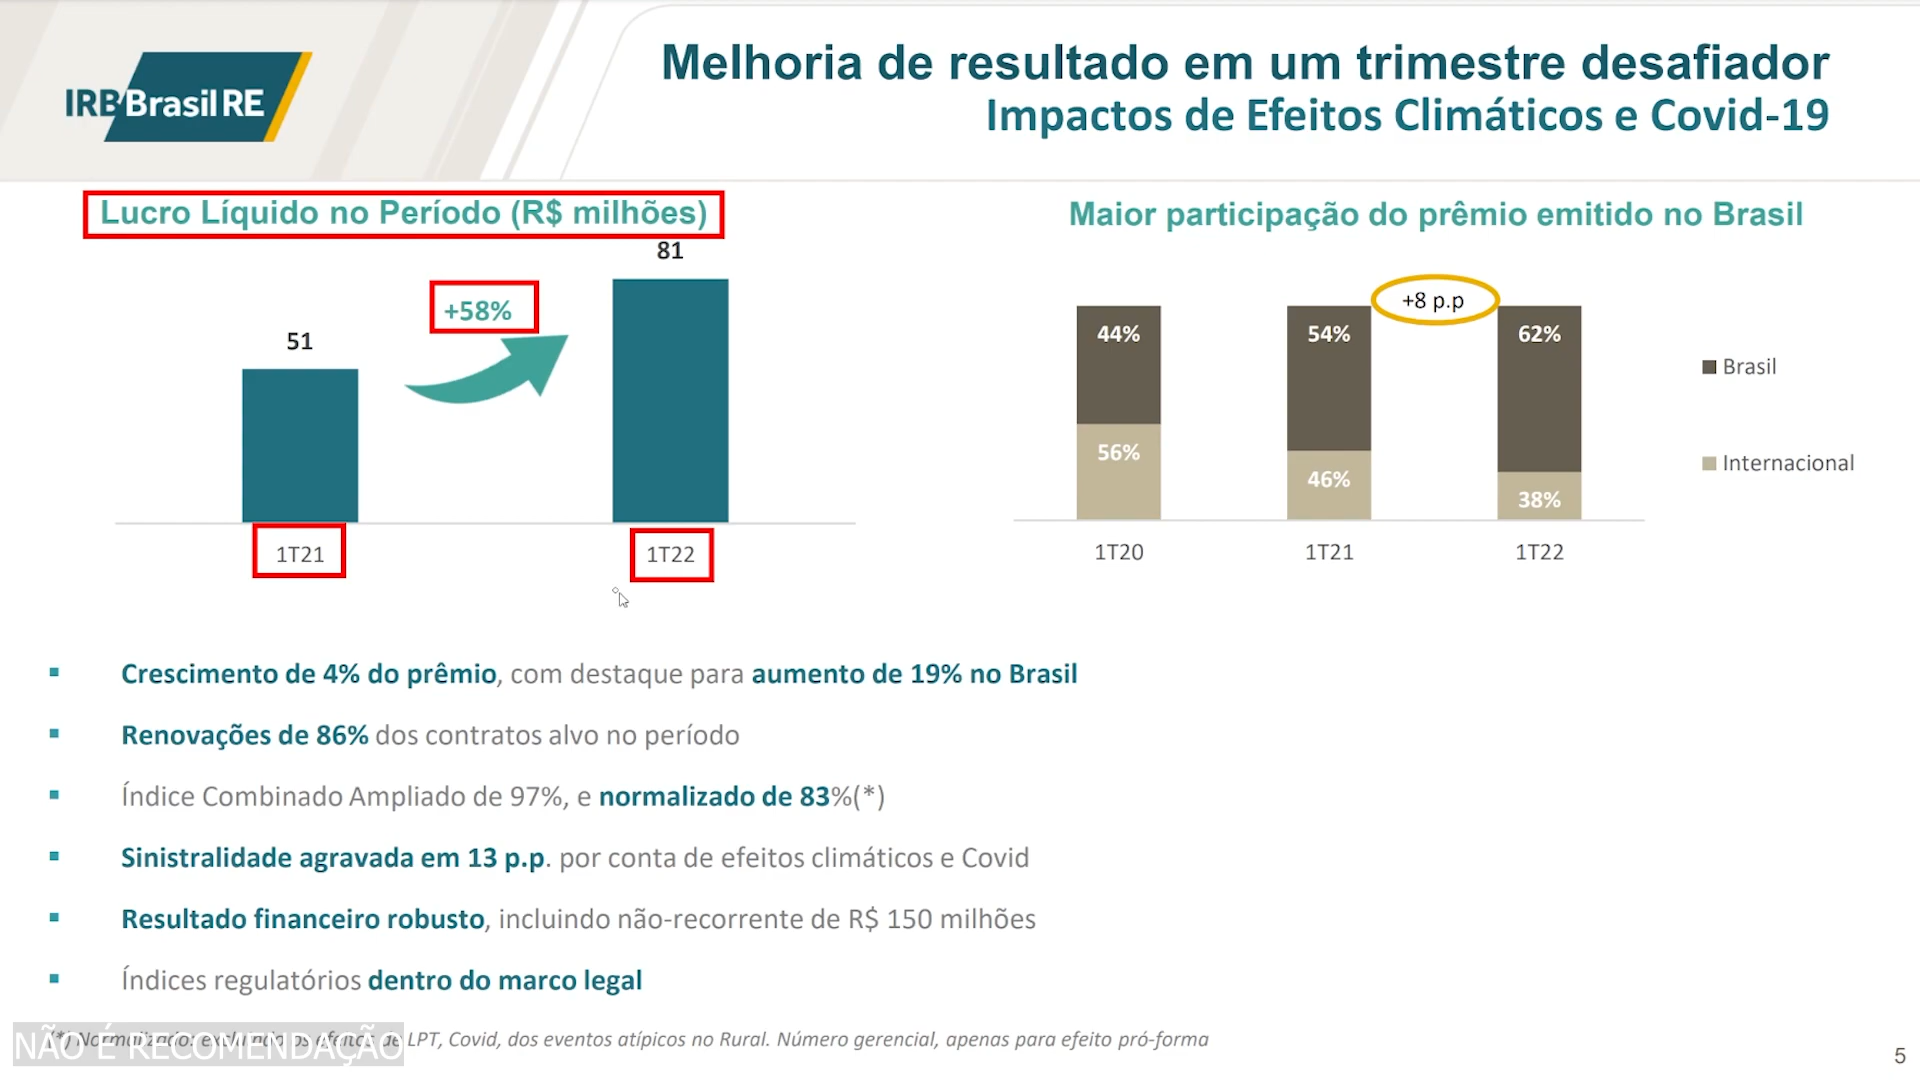 IRB Brasil RE
Melhoria de resultado em um trimestre desafiador
Impactos de Efeitos Climáticos e Covid-19
Lucro Líquido no Período (R$ milhões)
81
+58%
51
1T21
1T22
Maior participação do prêmio emitido no Brasil
+8 p.p
44%
54%
62%
Brasil
56%
46%
38%
Internacional
1T20
1T21
1T22
▪ Crescimento de 4% do prêmio, com destaque para aumento de 19% no Brasil
▪ Renovações de 86% dos contratos alvo no período
▪ Índice Combinado Ampliado de 97%, e normalizado de 83%(*)
▪ Sinistralidade agravada em 13 p.p. por conta de efeitos climáticos e Covid
▪ Resultado financeiro robusto, incluindo não-recorrente de R$ 150 milhões
▪ Índices regulatórios dentro do marco legal
(*) Normalizado: excluindo os efeitos de LPT, Covid, dos eventos atípicos no Rural. Número gerencial, apenas para efeito pró-forma
NÃO É RECOMENDAÇÃO
5